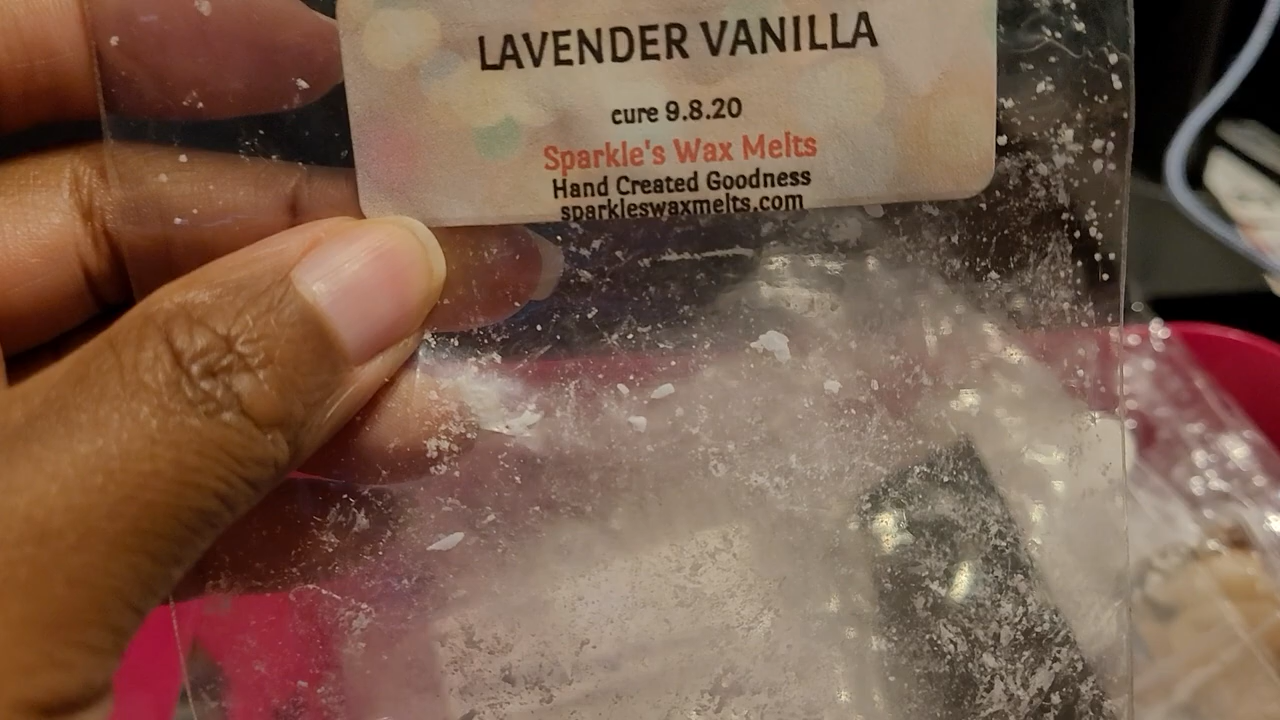 LAVENDER VANILLA
cure 9.8.20
Sparkle's Wax Melts
Hand Created Goodness
sparkleswaxmelts.com